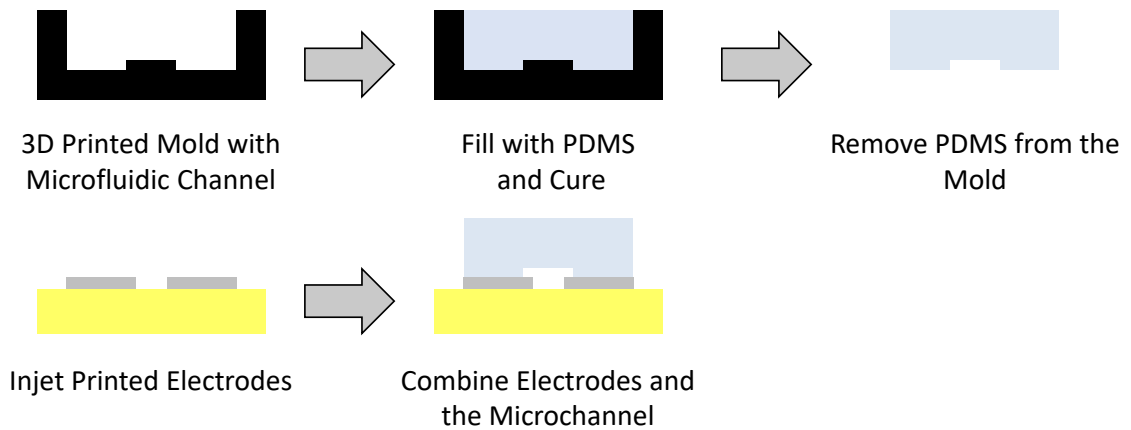 3D Printed Mold with
Microfluidic Channel
Fill with PDMS
and Cure
Remove PDMS from the
Mold
Injet Printed Electrodes
Combine Electrodes and
the Microchannel